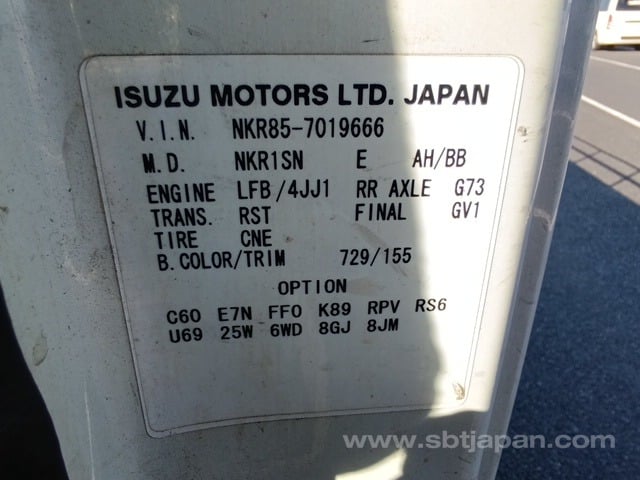 ISUZU MOTORS LTD. JAPAN
V.I.N. NKR85-7019666
M.D. NKR1SN E AH/BB
ENGINE LFB/4JJ1 RR AXLE G73
TRANS. RST FINAL GV1
TIRE CNE
B.COLOR/TRIM 729/155
OPTION
C60 E7N FF0 K89 RPV RS6
U69 25W 6WD 8GJ 8JM
www.sbtjapan.com